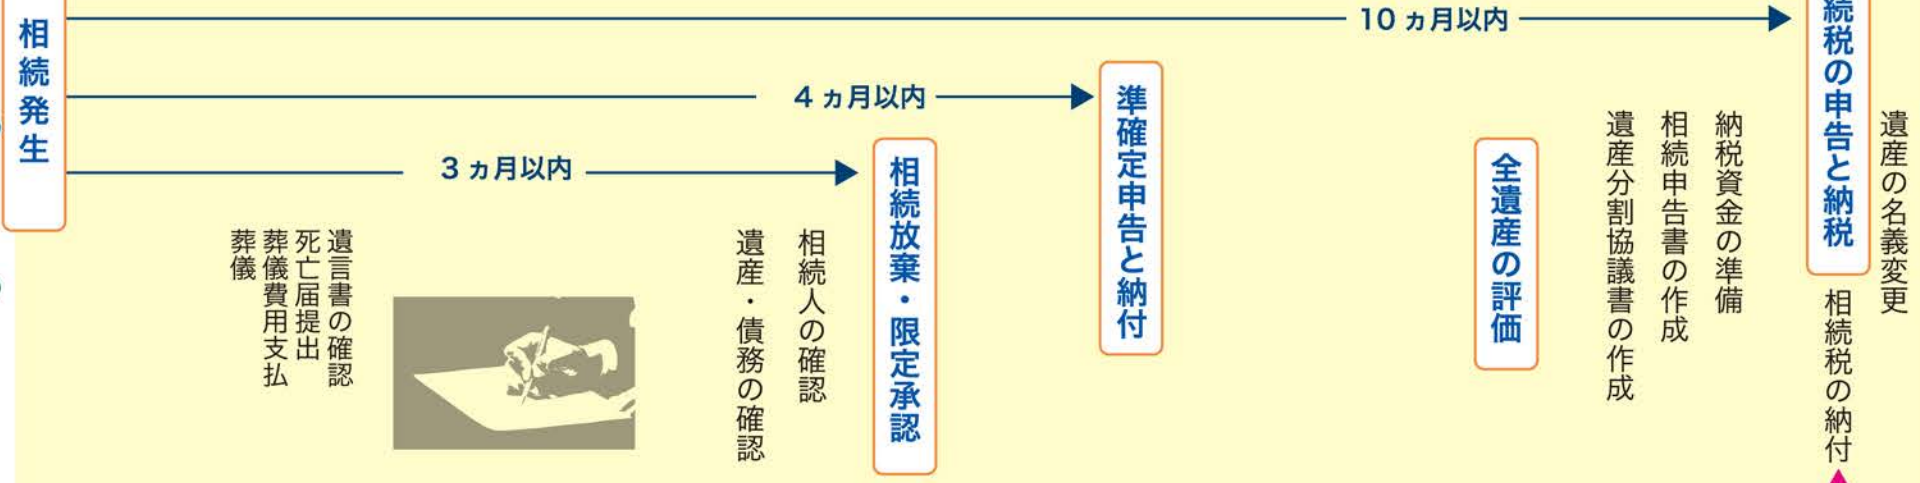 相続発生
10 ヵ月以内
4 ヵ月以内
3 ヵ月以内
葬儀
葬儀費用支払
死亡届提出
遺言書の確認
遺産・債務の確認
相続人の確認
相続放棄・限定承認
準確定申告と納付
全遺産の評価
遺産分割協議書の作成
相続申告書の作成
納税資金の準備
続税の申告と納税
相続税の納付
遺産の名義変更